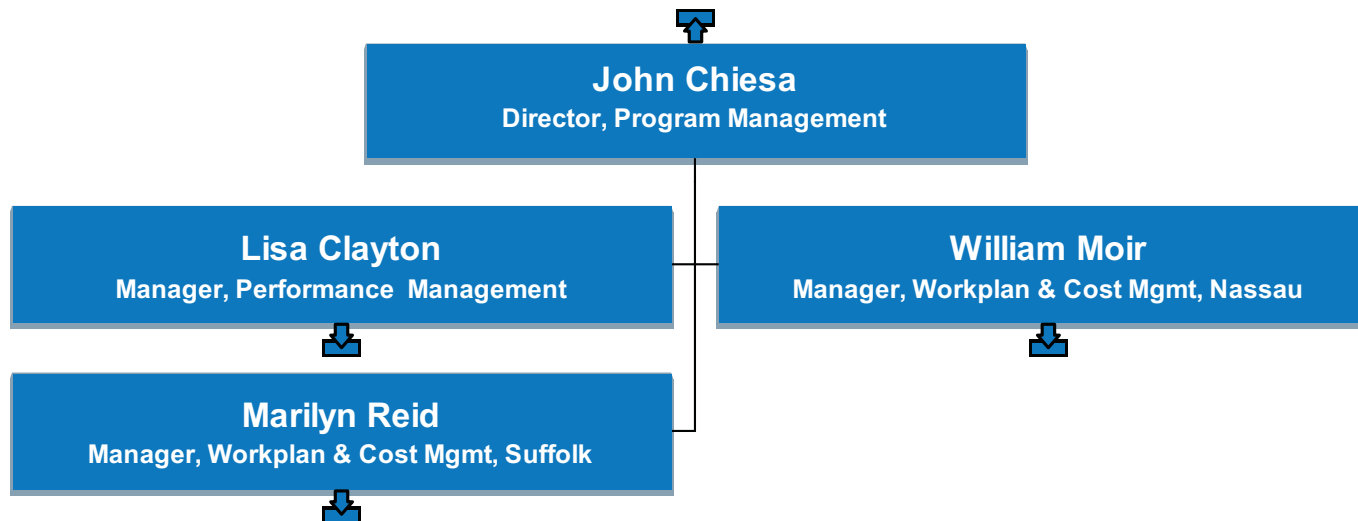 John Chiesa
Director, Program Management
Lisa Clayton
Manager, Performance  Management
William Moir
Manager, Workplan & Cost Mgmt, Nassau
Marilyn Reid
Manager, Workplan & Cost Mgmt, Suffolk